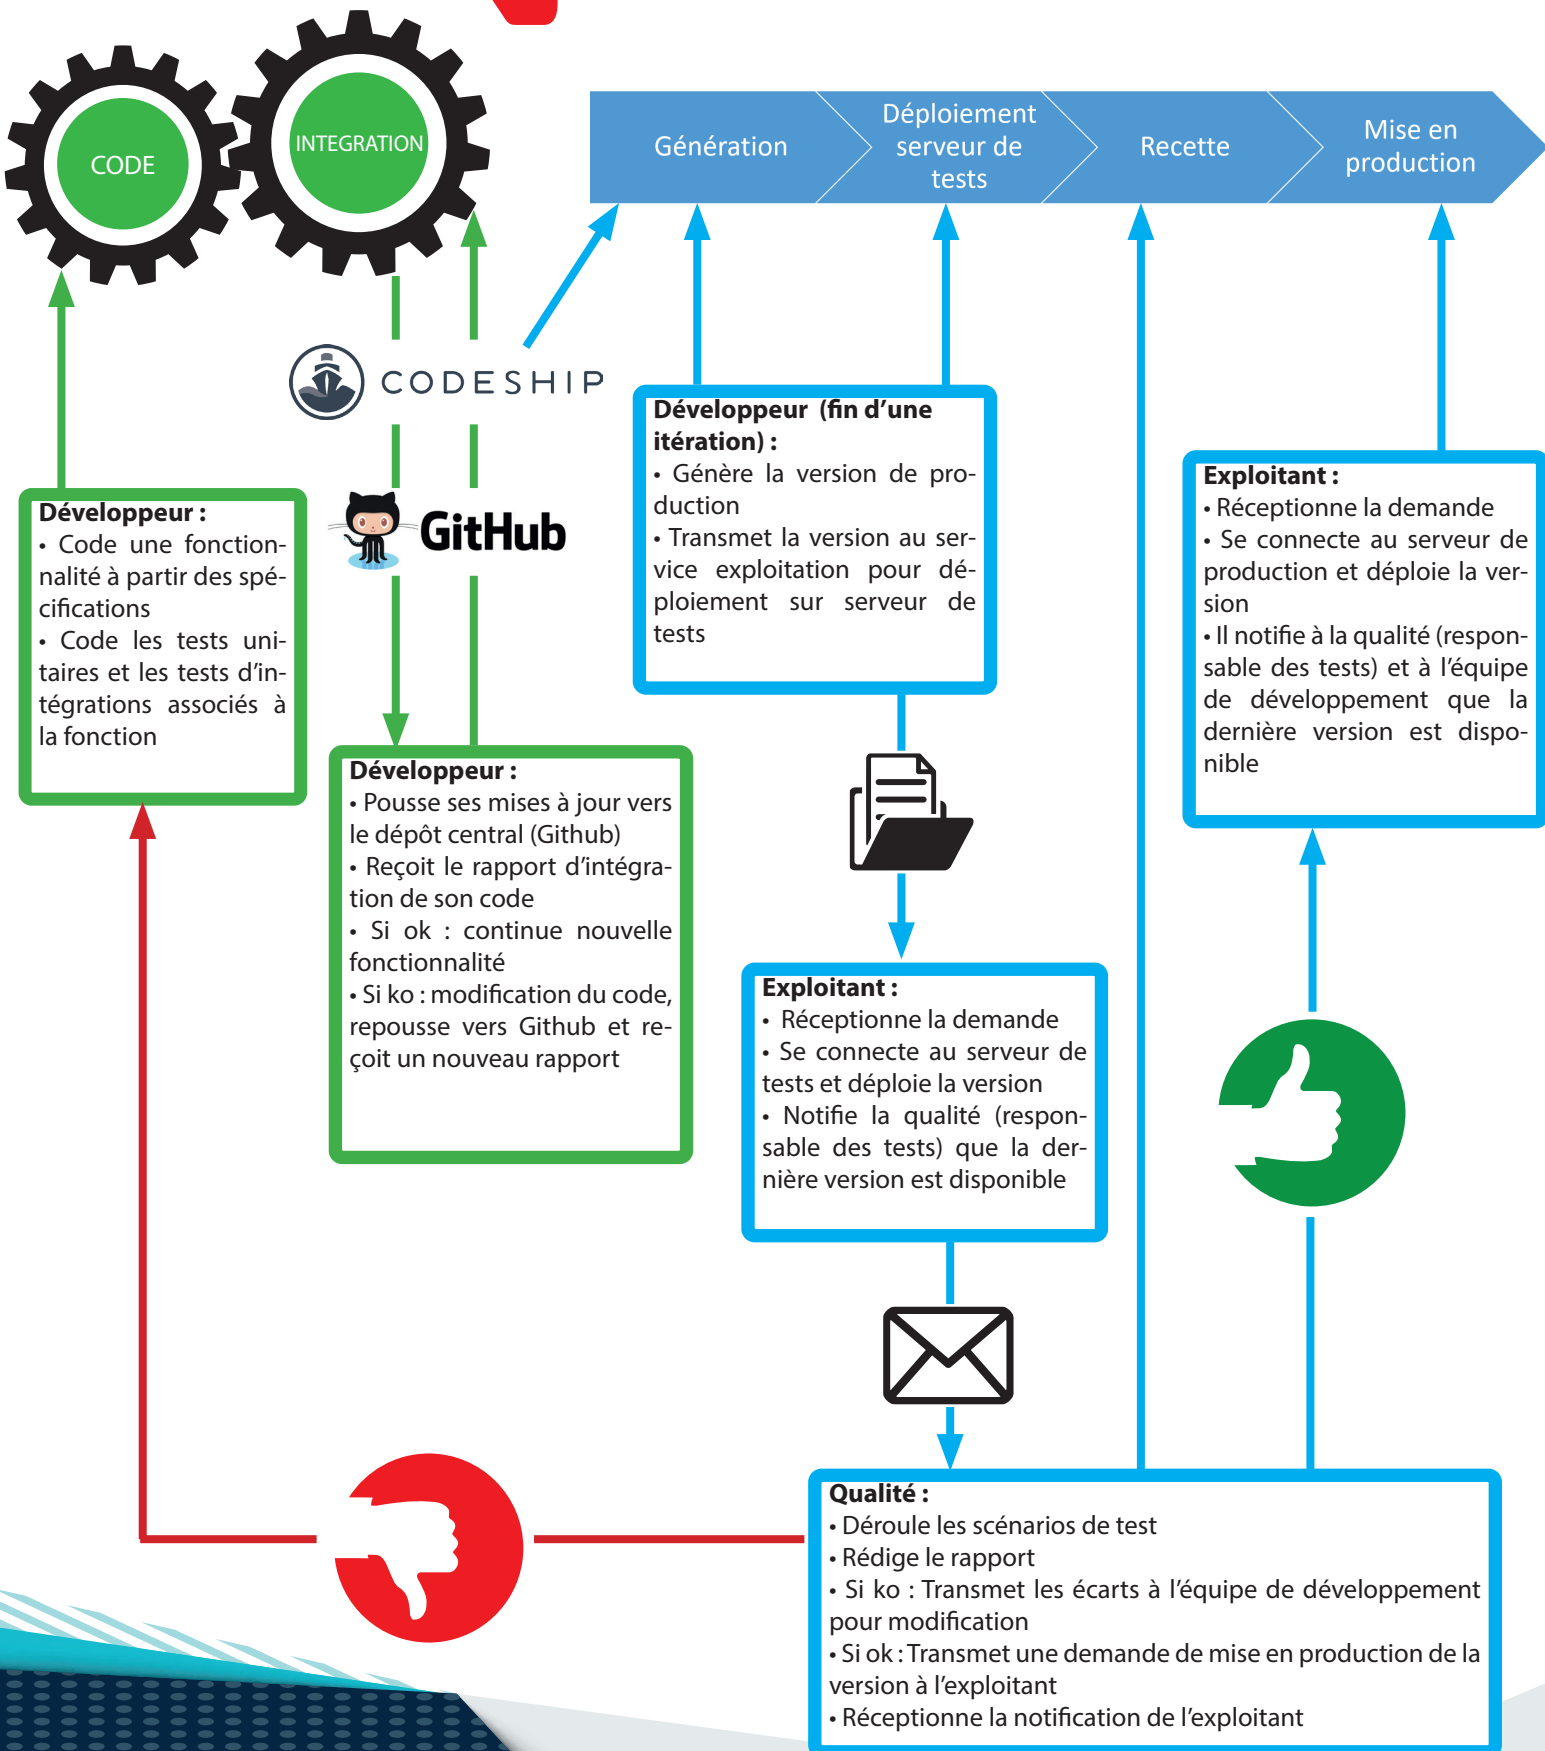 CODE
INTEGRATION
Génération
Déploiement
serveur de
tests
Recette
Mise en
production
CODESHIP
GitHub
Développeur :
• Code une fonction-
nalité à partir des spé-
cifications
• Code les tests uni-
taires et les tests d’in-
tégrations associés à
la fonction
Développeur :
• Pousse ses mises à jour vers
le dépôt central (Github)
• Reçoit le rapport d’intégra-
tion de son code
• Si ok : continue nouvelle
fonctionnalité
• Si ko : modification du code,
repousse vers Github et re-
çoit un nouveau rapport
Développeur (fin d’une
itération) :
• Génère la version de pro-
duction
• Transmet la version au ser-
vice exploitation pour dé-
ploiement sur serveur de
tests
Exploitant :
• Réceptionne la demande
• Se connecte au serveur de
tests et déploie la version
• Notifie la qualité (respon-
sable des tests) que la der-
nière version est disponible
Exploitant :
• Réceptionne la demande
• Se connecte au serveur de
production et déploie la ver-
sion
• Il notifie à la qualité (respon-
sable des tests) et à l’équipe
de développement que la
dernière version est dispo-
nible
Qualité :
• Déroule les scénarios de test
• Rédige le rapport
• Si ko : Transmet les écarts à l’équipe de développement
pour modification
• Si ok : Transmet une demande de mise en production de la
version à l’exploitant
• Réceptionne la notification de l’exploitant